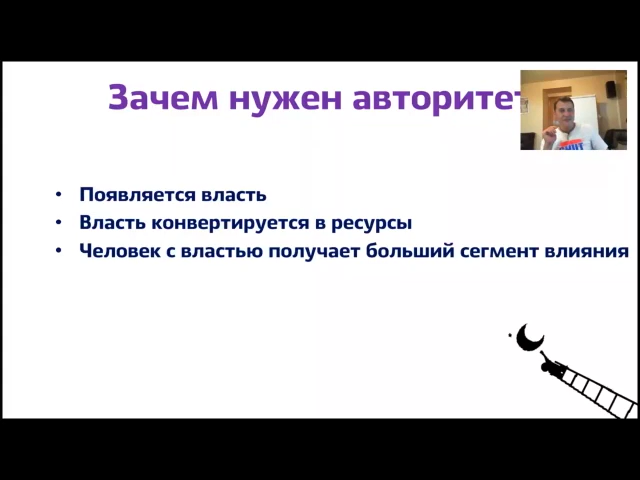 Зачем нужен авторитет
• Появляется власть
• Власть конвертируется в ресурсы
• Человек с властью получает больший сегмент влияния